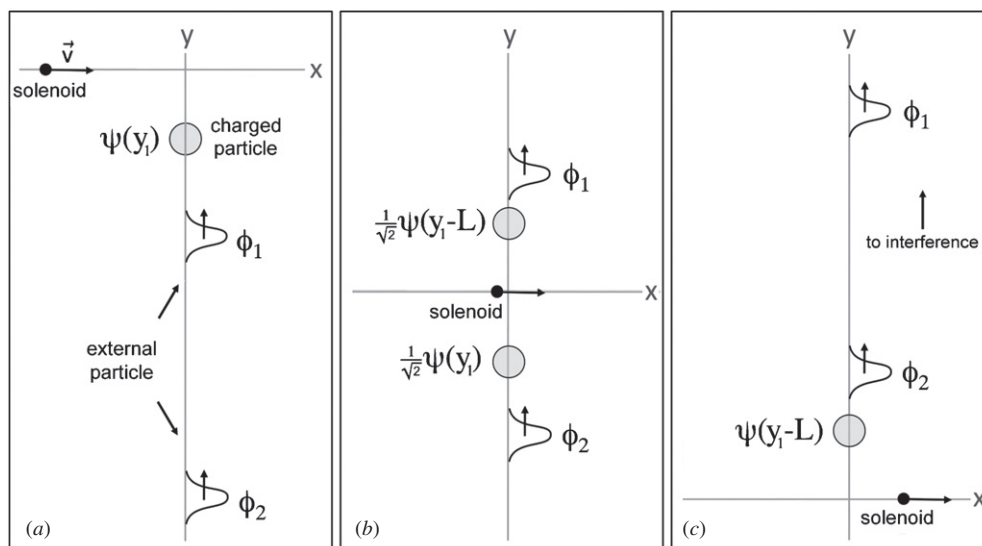 y
v⃗
x
solenoid
ψ(y₁)
charged
particle
ϕ₁
external
particle
ϕ₂
(a)
y
ϕ₁
1/√2 ψ(y₁-L)
x
solenoid
1/√2 ψ(y₁)
ϕ₂
(b)
y
ϕ₁
to interference
ϕ₂
ψ(y₁-L)
x
solenoid
(c)